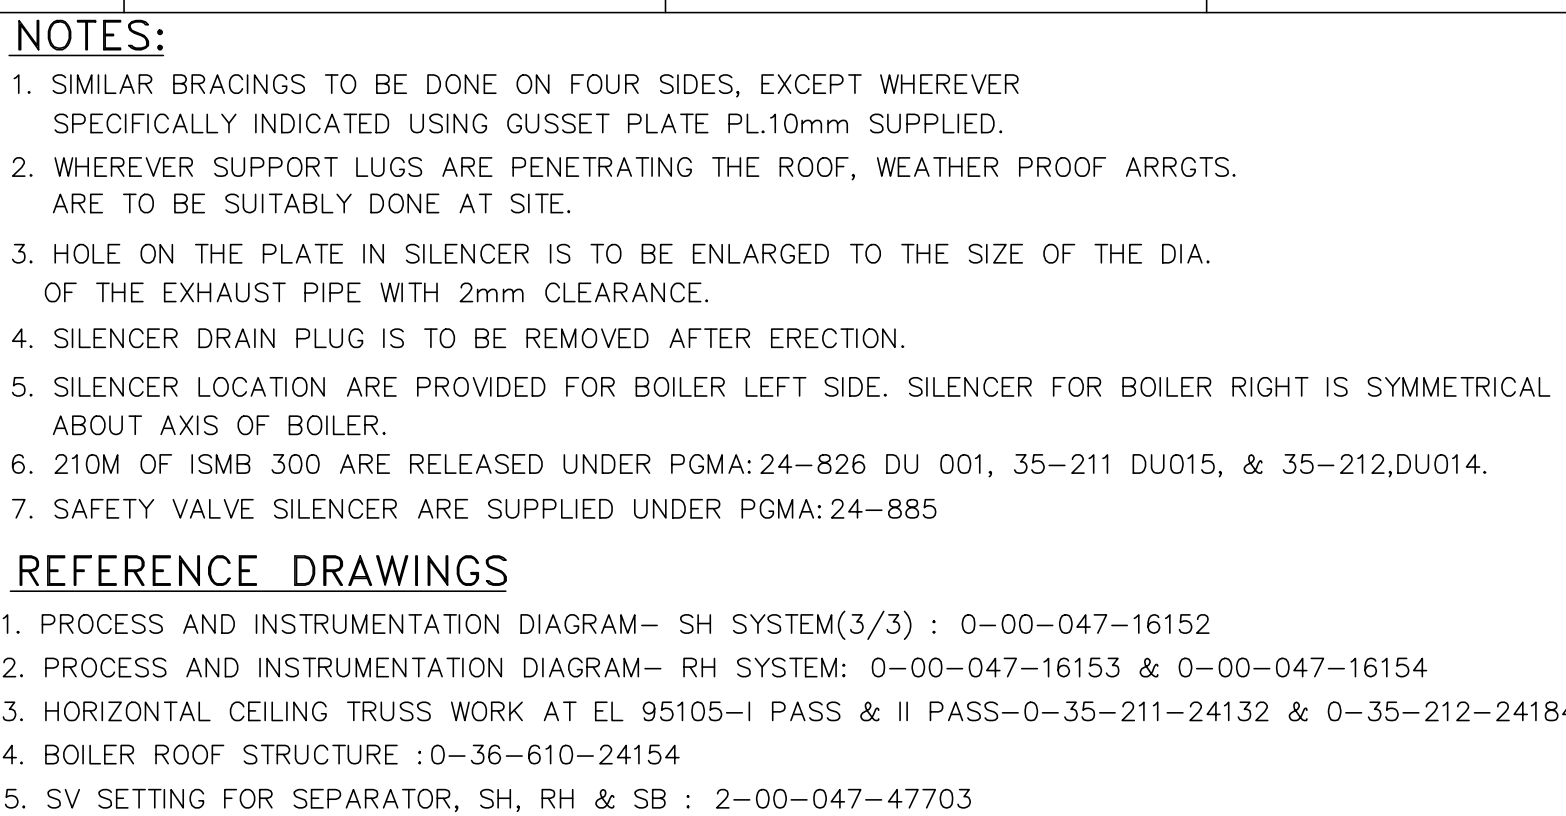 NOTES:
1. SIMILAR BRACINGS TO BE DONE ON FOUR SIDES, EXCEPT WHEREVER
SPECIFICALLY INDICATED USING GUSSET PLATE PL.10mm SUPPLIED.
2. WHEREVER SUPPORT LUGS ARE PENETRATING THE ROOF, WEATHER PROOF ARRGTS.
ARE TO BE SUITABLY DONE AT SITE.
3. HOLE ON THE PLATE IN SILENCER IS TO BE ENLARGED TO THE SIZE OF THE DIA.
OF THE EXHAUST PIPE WITH 2mm CLEARANCE.
4. SILENCER DRAIN PLUG IS TO BE REMOVED AFTER ERECTION.
5. SILENCER LOCATION ARE PROVIDED FOR BOILER LEFT SIDE. SILENCER FOR BOILER RIGHT IS SYMMETRICAL
ABOUT AXIS OF BOILER.
6. 210M OF ISMB 300 ARE RELEASED UNDER PGMA:24-826 DU 001, 35-211 DU015, & 35-212,DU014.
7. SAFETY VALVE SILENCER ARE SUPPLIED UNDER PGMA:24-885
REFERENCE DRAWINGS
1. PROCESS AND INSTRUMENTATION DIAGRAM- SH SYSTEM(3/3) : 0-00-047-16152
2. PROCESS AND INSTRUMENTATION DIAGRAM- RH SYSTEM: 0-00-047-16153 & 0-00-047-16154
3. HORIZONTAL CEILING TRUSS WORK AT EL 95105-I PASS & II PASS-0-35-211-24132 & 0-35-212-24184
4. BOILER ROOF STRUCTURE :0-36-610-24154
5. SV SETTING FOR SEPARATOR, SH, RH & SB : 2-00-047-47703